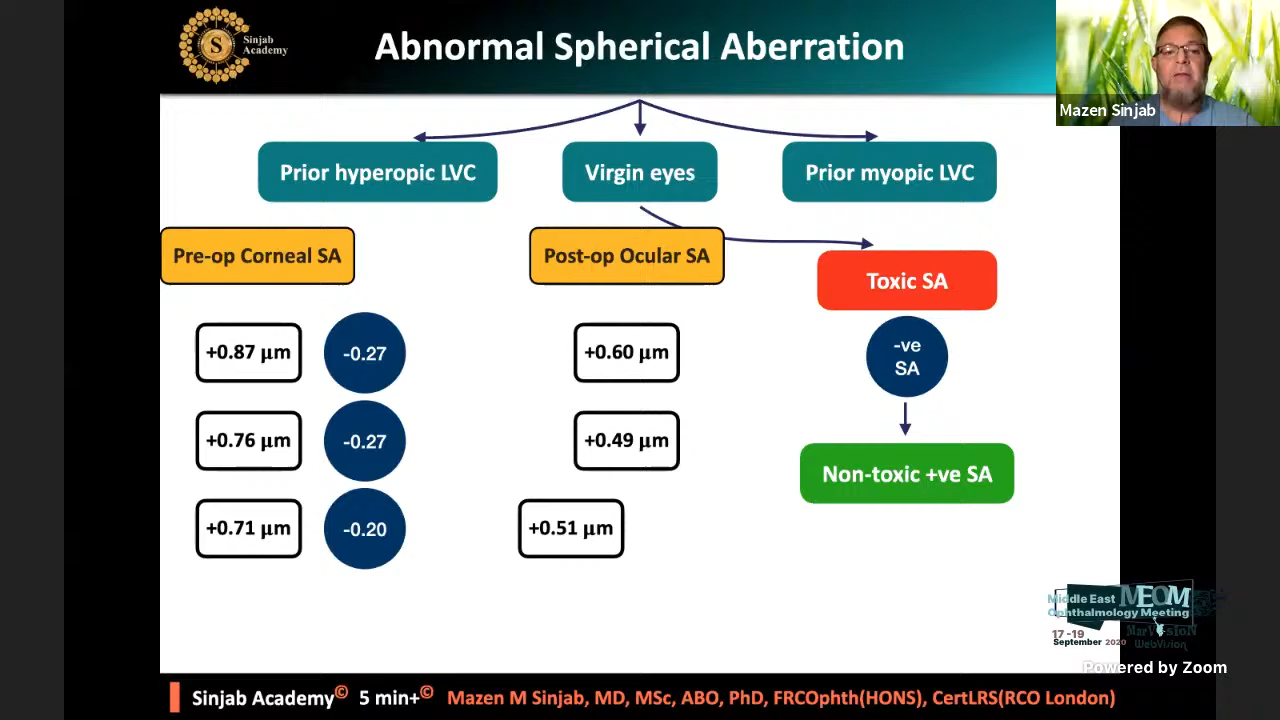 Sinjab
Academy
S
Abnormal Spherical Aberration
Mazen Sinjab
Prior hyperopic LVC
Virgin eyes
Prior myopic LVC
Pre-op Corneal SA
Post-op Ocular SA
Toxic SA
+0.87 µm
-0.27
+0.60 µm
-ve
SA
+0.76 µm
-0.27
+0.49 µm
Non-toxic +ve SA
+0.71 µm
-0.20
+0.51 µm
Middle East
MEOM
Ophthalmology Meeting
17-19
September 2020
MarVision
WebVision
Powered by Zoom
Sinjab Academy© 5 min+© Mazen M Sinjab, MD, MSc, ABO, PhD, FRCOphth(HONS), CertLRS(RCO London)